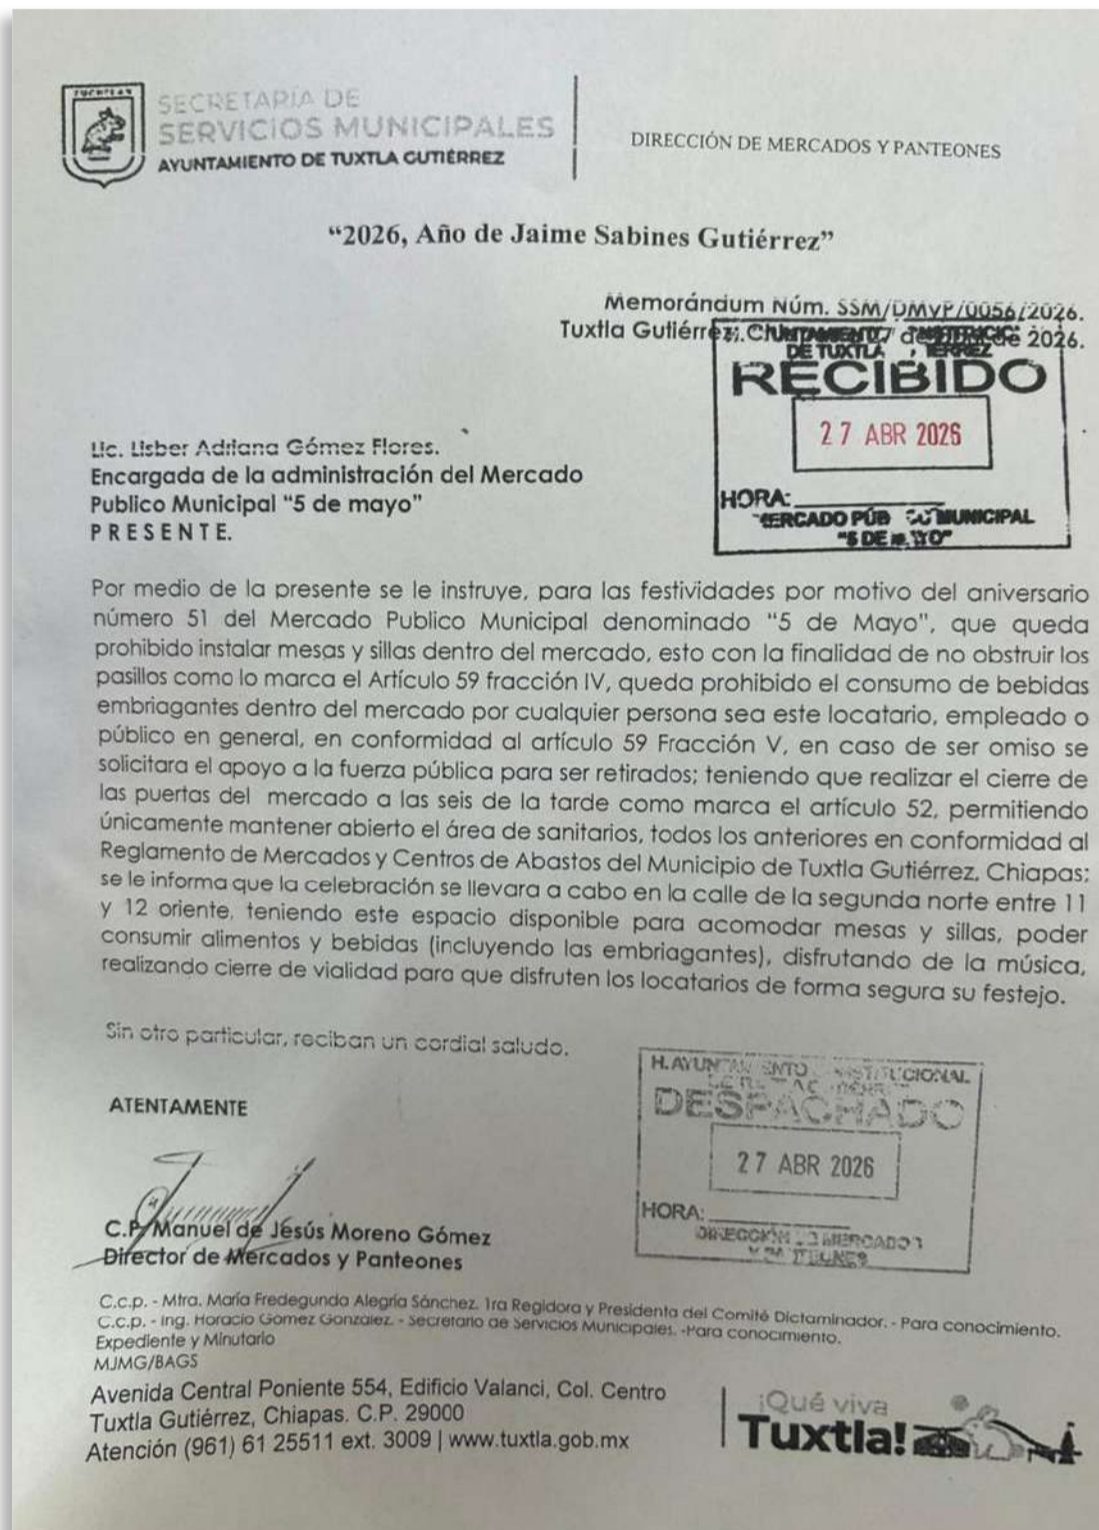 TUCHTLAN
SECRETARÍA DE
SERVICIOS MUNICIPALES
AYUNTAMIENTO DE TUXTLA GUTIÉRREZ
DIRECCIÓN DE MERCADOS Y PANTEONES
“2026, Año de Jaime Sabines Gutiérrez”
Memorándum Núm. SSM/DMyP/0056/2026.
Tuxtla Gutiérrez; de 2026.
DE TUXTLA
RECIBIDO
27 ABR 2026
HORA:
MUNICIPAL
Lic. Lisber Adriana Gómez Flores.
Encargada de la administración del Mercado
Publico Municipal “5 de mayo”
PRESENTE.
Por medio de la presente se le instruye, para las festividades por motivo del aniversario
número 51 del Mercado Publico Municipal denominado “5 de Mayo”, que queda
prohibido instalar mesas y sillas dentro del mercado, esto con la finalidad de no obstruir los
pasillos como lo marca el Artículo 59 fracción IV, queda prohibido el consumo de bebidas
embriagantes dentro del mercado por cualquier persona sea este locatario, empleado o
público en general, en conformidad al artículo 59 Fracción V, en caso de ser omiso se
solicitara el apoyo a la fuerza pública para ser retirados; teniendo que realizar el cierre de
las puertas del mercado a las seis de la tarde como marca el artículo 52, permitiendo
únicamente mantener abierto el área de sanitarios, todos los anteriores en conformidad al
Reglamento de Mercados y Centros de Abastos del Municipio de Tuxtla Gutiérrez, Chiapas;
se le informa que la celebración se llevara a cabo en la calle de la segunda norte entre 11
y 12 oriente, teniendo este espacio disponible para acomodar mesas y sillas, poder
consumir alimentos y bebidas (incluyendo las embriagantes), disfrutando de la música,
realizando cierre de vialidad para que disfruten los locatarios de forma segura su festejo.
Sin otro particular, reciban un cordial saludo.
ATENTAMENTE
DESPACHADO
27 ABR 2026
HORA:
C.P. Manuel de Jesús Moreno Gómez
Director de Mercados y Panteones
C.c.p. - Mtra. María Fredegunda Alegría Sánchez. 1ra Regidora y Presidenta del Comité Dictaminador. - Para conocimiento.
C.c.p. - Ing. Horacio Gómez González. - Secretario de Servicios Municipales. -Para conocimiento.
Expediente y Minutario
MJMG/BAGS
Avenida Central Poniente 554, Edificio Valanci, Col. Centro
Tuxtla Gutiérrez, Chiapas. C.P. 29000
Atención (961) 61 25511 ext. 3009 | www.tuxtla.gob.mx
¡Qué viva
Tuxtla!